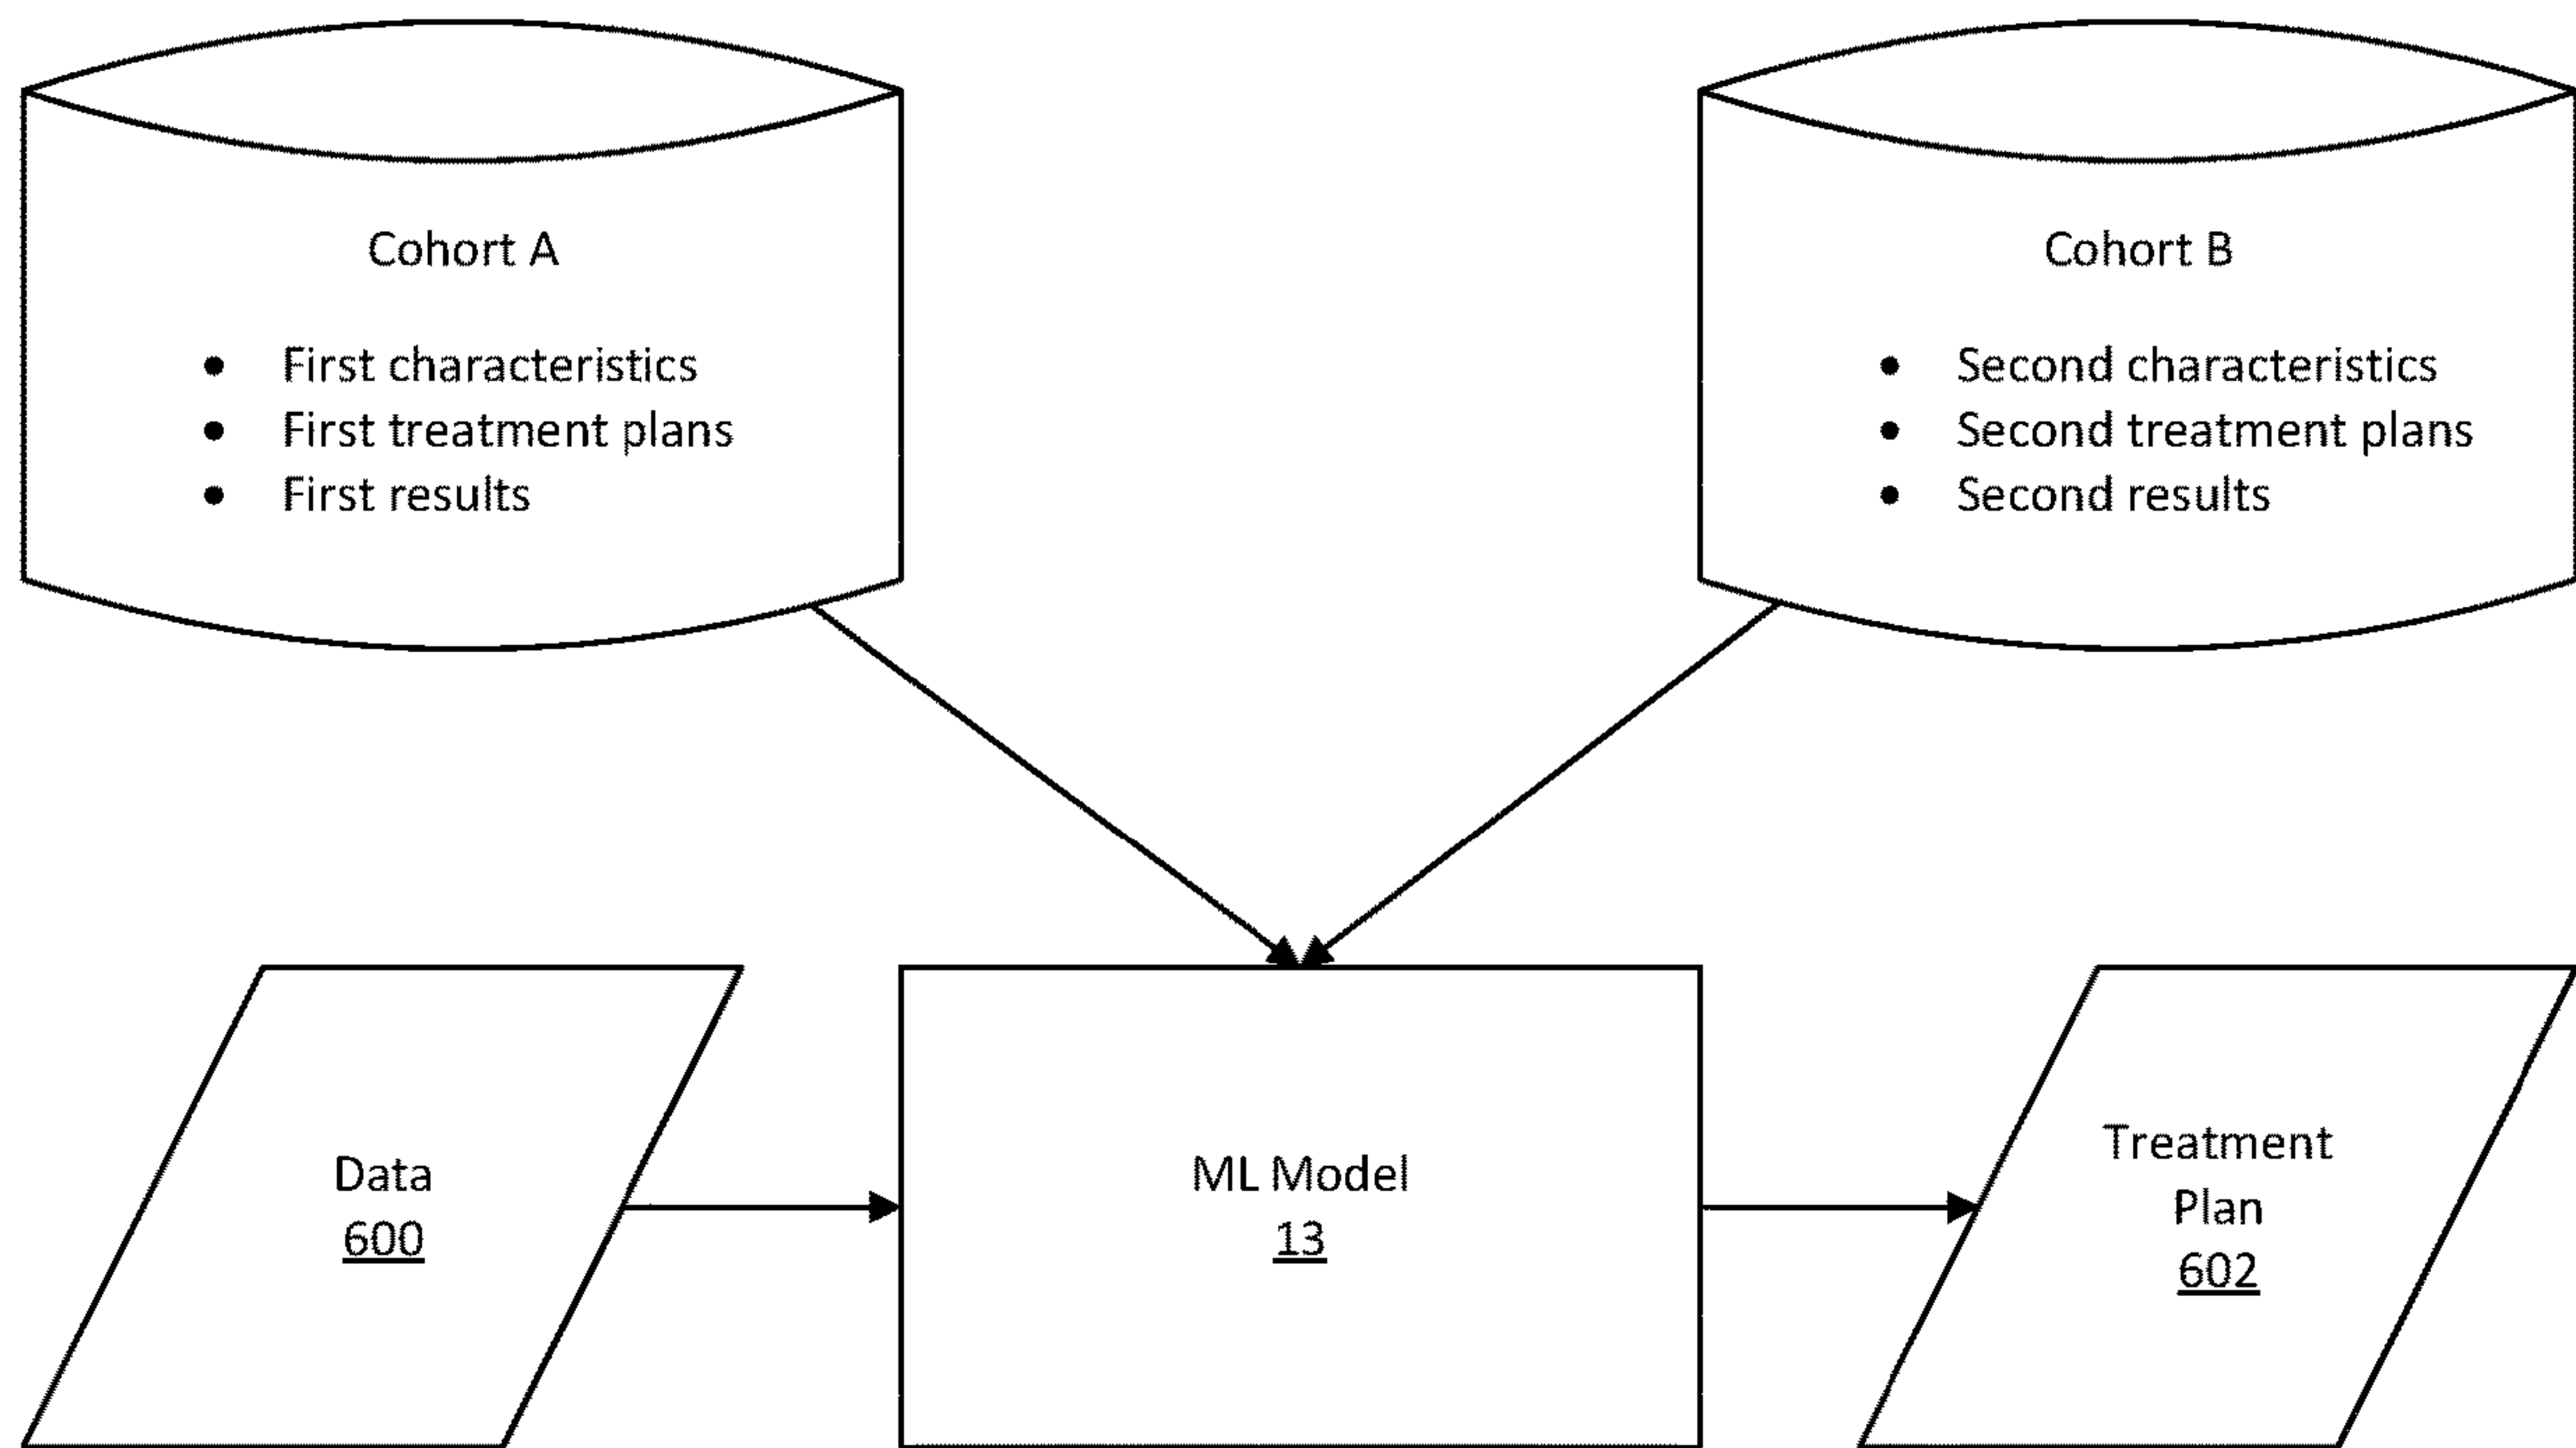 Cohort A
• First characteristics
• First treatment plans
• First results
Cohort B
• Second characteristics
• Second treatment plans
• Second results
Data
600
ML Model
13
Treatment
Plan
602